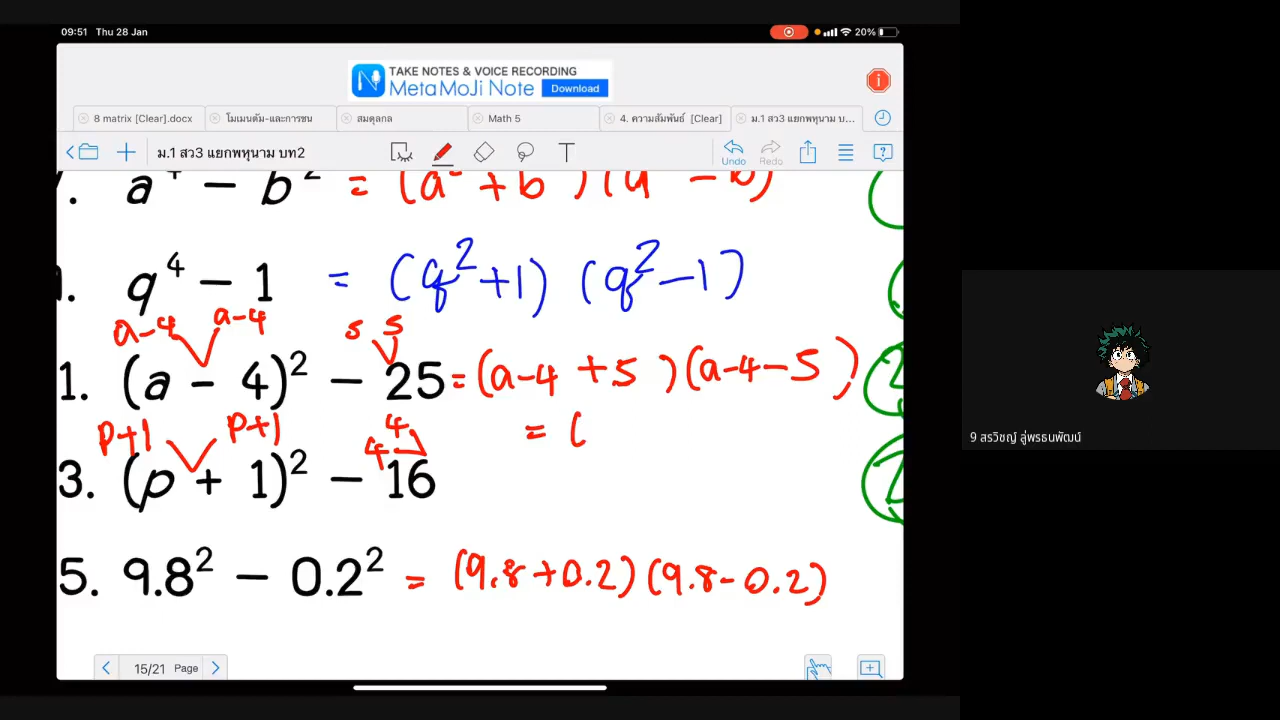 09:51 Thu 28 Jan 20%
TAKE NOTES & VOICE RECORDING
MetaMoJi Note Download
8 matrix [Clear].docx โมเมนตัม-และการชน สมดุลกล Math 5 4. ความสัมพันธ์ [Clear] ม.1 สว3 แยกพหุนาม บ...
ม.1 สว3 แยกพหุนาม บท2 T Undo Redo
a⁴ − b² = (a² + b)(a² − b)
q⁴ − 1 = (q²+1) (q²−1)
a-4 a-4 5 5
1. (a − 4)² − 25 = (a-4 +5)(a-4-5)
p+1 p+1 4 4 = (
3. (p + 1)² − 16
5. 9.8² − 0.2² = (9.8+0.2)(9.8-0.2)
9 สรวิชญ์ ลู่พรธนพัฒน์
15/21 Page